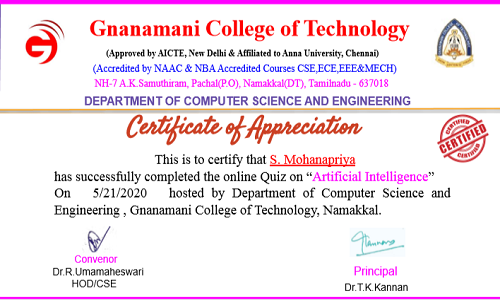 Gnanamani College of Technology
(Approved by AICTE, New Delhi & Affiliated to Anna University, Chennai)
(Accredited by NAAC & NBA Accredited Courses CSE,ECE,EEE&MECH)
NH-7 A.K.Samuthiram, Pachal(P.O), Namakkal(DT), Tamilnadu - 637018
DEPARTMENT OF COMPUTER SCIENCE AND ENGINEERING
Certificate of Appreciation
CERTIFIED
This is to certify that S. Mohanapriya
has successfully completed the online Quiz on “Artificial Intelligence”
On 5/21/2020 hosted by Department of Computer Science and
Engineering , Gnanamani College of Technology, Namakkal.
Convenor
Dr.R.Umamaheswari
HOD/CSE
Principal
Dr.T.K.Kannan